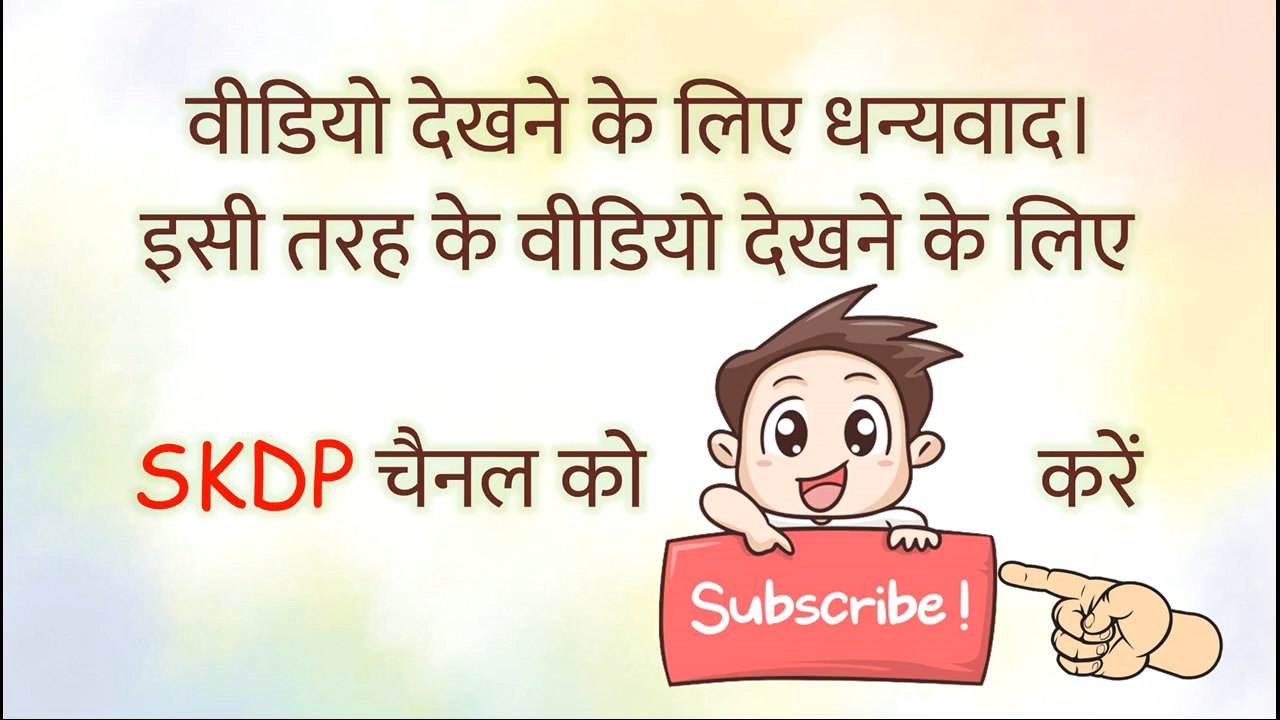 वीडियो देखने के लिए धन्यवाद।
इसी तरह के वीडियो देखने के लिए
SKDP चैनल को करें
Subscribe!